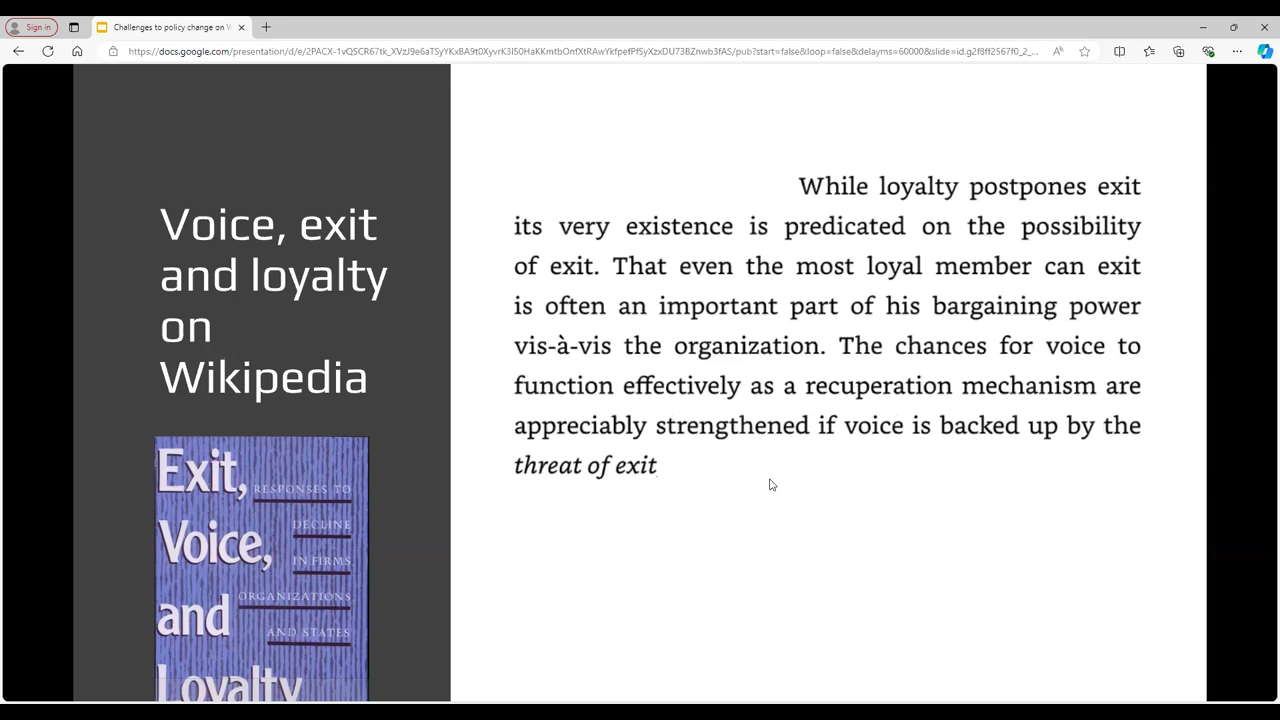 Sign in
Challenges to policy change on W
https://docs.google.com/presentation/d/e/2PACX-1vQSCR67tk_XVzJ9e6aTSyYKxBA9t0XyvrK3I50HaKKmtbOnfXtRAwYkfpefPfSyXzxDU73BZnwb3fAS/pub?start=false&loop=false&delayms=60000&slide=id.g2f8ff2567f0_2_...
Voice, exit
and loyalty
on
Wikipedia
Exit,
RESPONSES TO
DECLINE
Voice,
IN FIRMS
ORGANIZATIONS
and
AND STATES
Loyalty
While loyalty postpones exit
its very existence is predicated on the possibility
of exit. That even the most loyal member can exit
is often an important part of his bargaining power
vis-à-vis the organization. The chances for voice to
function effectively as a recuperation mechanism are
appreciably strengthened if voice is backed up by the
threat of exit